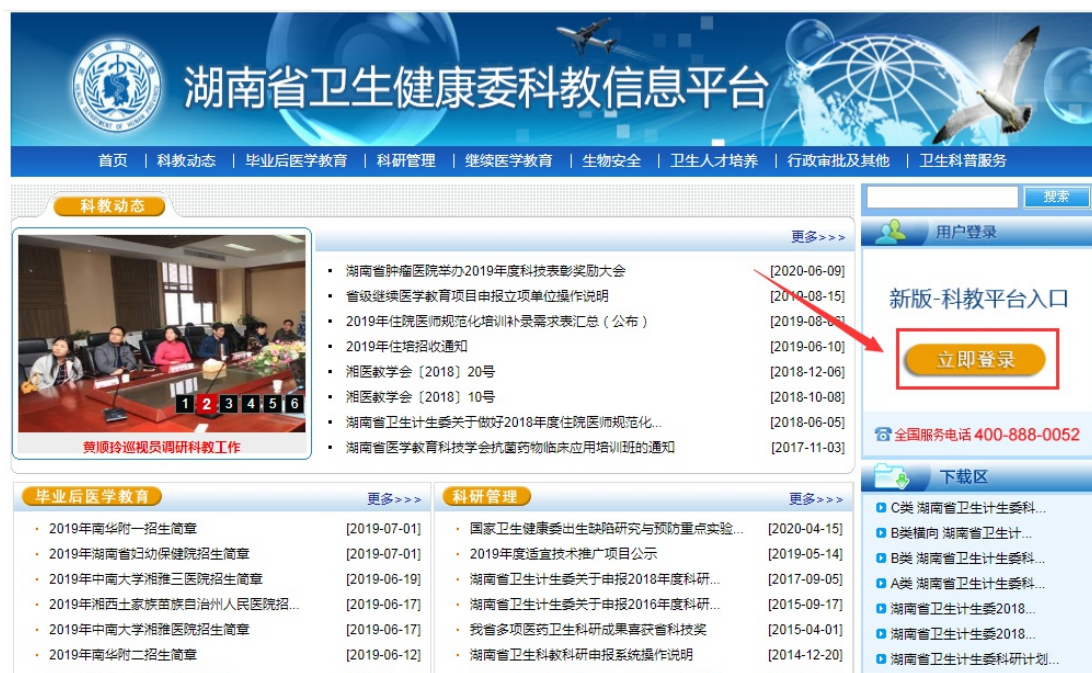 湖南省卫生健康委科教信息平台
首页 | 科教动态 | 毕业后医学教育 | 科研管理 | 继续医学教育 | 生物安全 | 卫生人才培养 | 行政审批及其他 | 卫生科普服务
科教动态
更多>>>
湖南省肿瘤医院举办2019年度科技表彰奖励大会 [2020-06-09]
省级继续医学教育项目申报立项单位操作说明 [2019-08-15]
2019年住院医师规范化培训补录需求表汇总（公布） [2019-08-06]
2019年住培招收通知 [2019-06-10]
湘医教学会〔2018〕20号 [2018-12-06]
湘医教学会〔2018〕10号 [2018-10-08]
湖南省卫生计生委关于做好2018年度住院医师规范化... [2018-06-05]
湖南省医学教育科技学会抗菌药物临床应用培训班的通知 [2017-11-03]
1 2 3 4 5 6
黄顺玲巡视员调研科教工作
搜索
用户登录
新版-科教平台入口
立即登录
全国服务电话 400-888-0052
下载区
C类 湖南省卫生计生委科...
B类横向 湖南省卫生计...
B类 湖南省卫生计生委科...
A类 湖南省卫生计生委科...
湖南省卫生计生委2018...
湖南省卫生计生委2018...
湖南省卫生计生委科研计划...
毕业后医学教育 更多>>>
2019年南华附一招生简章 [2019-07-01]
2019年湖南省妇幼保健院招生简章 [2019-07-01]
2019年中南大学湘雅三医院招生简章 [2019-06-19]
2019年湘西土家族苗族自治州人民医院招... [2019-06-17]
2019年中南大学湘雅医院招生简章 [2019-06-17]
2019年南华附二招生简章 [2019-06-12]
科研管理 更多>>>
国家卫生健康委出生缺陷研究与预防重点实验... [2020-04-15]
2019年度适宜技术推广项目公示 [2019-05-14]
湖南省卫生计生委关于申报2018年度科研... [2017-09-05]
湖南省卫生计生委关于申报2016年度科研... [2015-09-17]
我省多项医药卫生科研成果喜获省科技奖 [2015-04-01]
湖南省卫生科教科研申报系统操作说明 [2014-12-20]